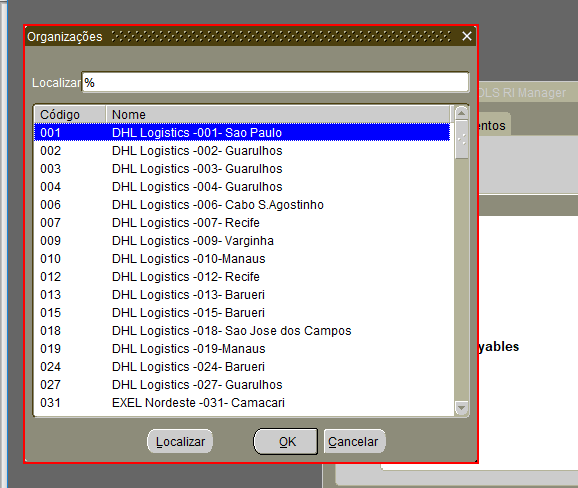 Organizações
Localizar %
Código Nome
001 DHL Logistics -001- Sao Paulo
002 DHL Logistics -002- Guarulhos
003 DHL Logistics -003- Guarulhos
004 DHL Logistics -004- Guarulhos
006 DHL Logistics -006- Cabo S.Agostinho
007 DHL Logistics -007- Recife
009 DHL Logistics -009- Varginha
010 DHL Logistics -010-Manaus
012 DHL Logistics -012- Recife
013 DHL Logistics -013- Barueri
015 DHL Logistics -015- Barueri
018 DHL Logistics -018- Sao Jose dos Campos
019 DHL Logistics -019-Manaus
024 DHL Logistics -024- Barueri
027 DHL Logistics -027- Guarulhos
031 EXEL Nordeste -031- Camacari
Localizar OK Cancelar
OLS RI Manager
entos
yables